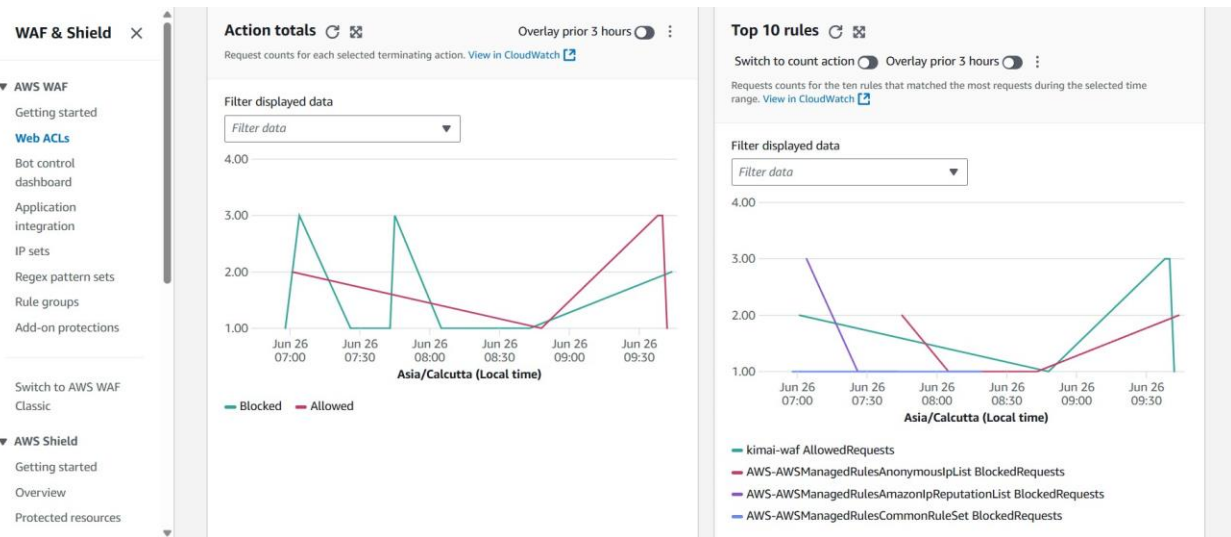 WAF & Shield
AWS WAF
Getting started
Web ACLs
Bot control
dashboard
Application
integration
IP sets
Regex pattern sets
Rule groups
Add-on protections
Switch to AWS WAF
Classic
AWS Shield
Getting started
Overview
Protected resources
Action totals
Overlay prior 3 hours
Request counts for each selected terminating action. View in CloudWatch
Filter displayed data
Filter data
4.00
3.00
2.00
1.00
Jun 26 Jun 26 Jun 26 Jun 26 Jun 26 Jun 26
07:00 07:30 08:00 08:30 09:00 09:30
Asia/Calcutta (Local time)
Blocked Allowed
Top 10 rules
Switch to count action Overlay prior 3 hours
Requests counts for the ten rules that matched the most requests during the selected time
range. View in CloudWatch
Filter displayed data
Filter data
4.00
3.00
2.00
1.00
Jun 26 Jun 26 Jun 26 Jun 26 Jun 26 Jun 26
07:00 07:30 08:00 08:30 09:00 09:30
Asia/Calcutta (Local time)
kimai-waf AllowedRequests
AWS-AWSManagedRulesAnonymousIpList BlockedRequests
AWS-AWSManagedRulesAmazonIpReputationList BlockedRequests
AWS-AWSManagedRulesCommonRuleSet BlockedRequests